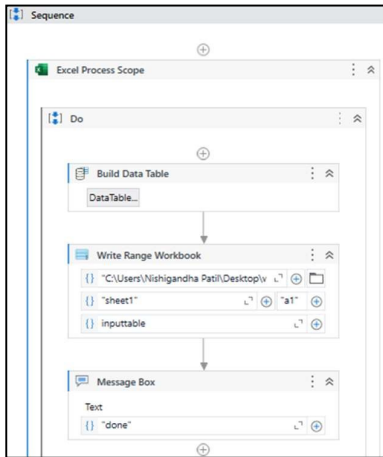 Sequence
Excel Process Scope
Do
Build Data Table
DataTable...
Write Range Workbook
{} "C:\Users\Nishigandha Patil\Desktop\v
{} "sheet1" "a1"
{} inputtable
Message Box
Text
{} "done"